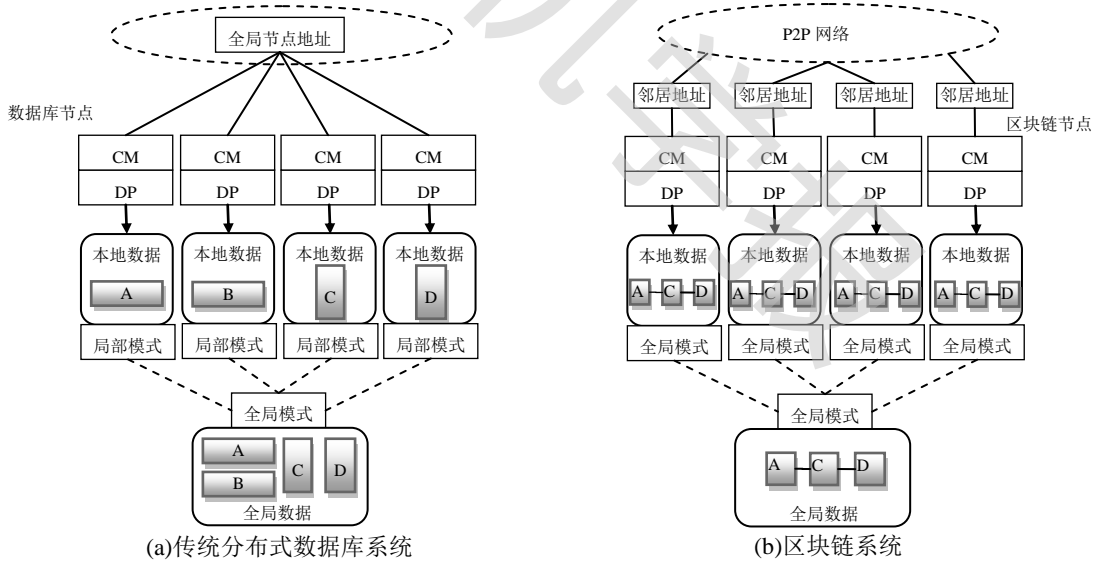 全局节点地址
数据库节点
CM CM CM CM
DP DP DP DP
本地数据 本地数据 本地数据 本地数据
A B C D
局部模式 局部模式 局部模式 局部模式
全局模式
A
B
C D
全局数据
(a)传统分布式数据库系统
P2P 网络
邻居地址 邻居地址 邻居地址 邻居地址
区块链节点
CM CM CM CM
DP DP DP DP
本地数据 本地数据 本地数据 本地数据
A C D A C D A C D A C D
全局模式 全局模式 全局模式 全局模式
全局模式
A C D
全局数据
(b)区块链系统
机学报